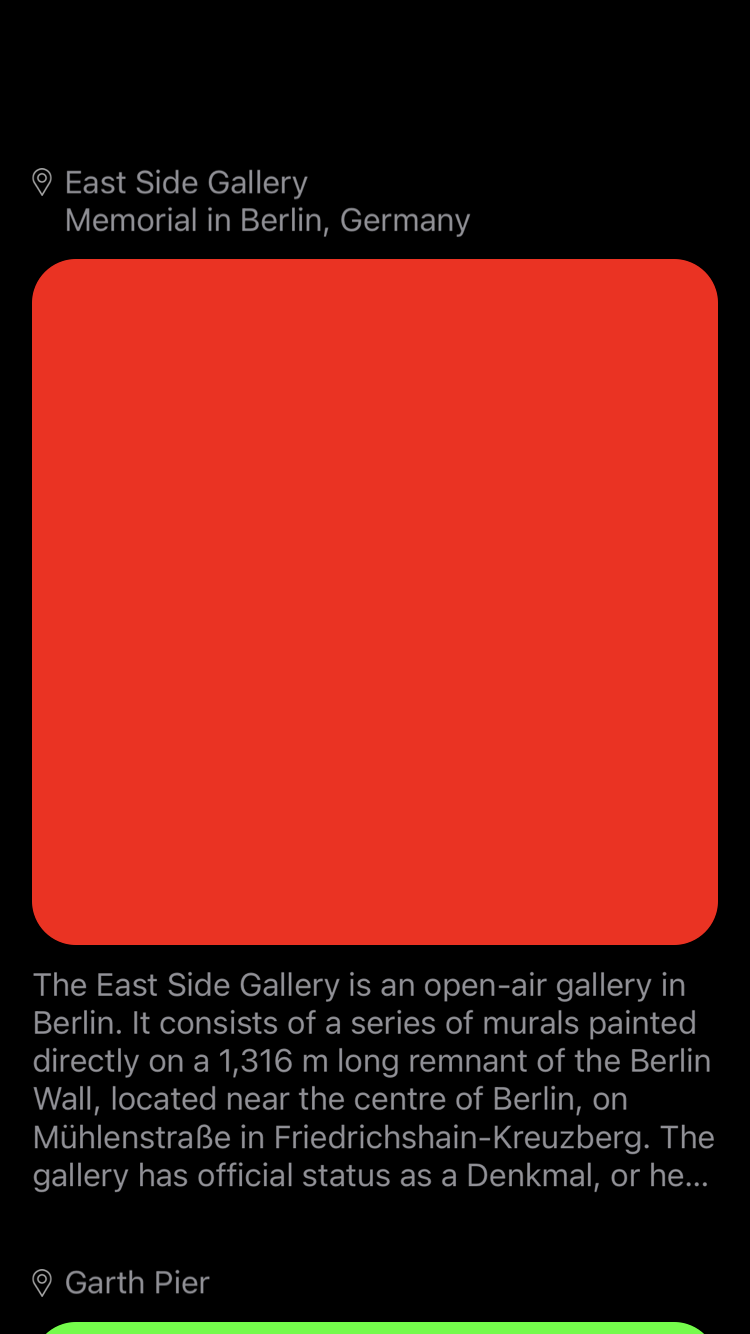 East Side Gallery
Memorial in Berlin, Germany
The East Side Gallery is an open-air gallery in
Berlin. It consists of a series of murals painted
directly on a 1,316 m long remnant of the Berlin
Wall, located near the centre of Berlin, on
Mühlenstraße in Friedrichshain-Kreuzberg. The
gallery has official status as a Denkmal, or he...
Garth Pier